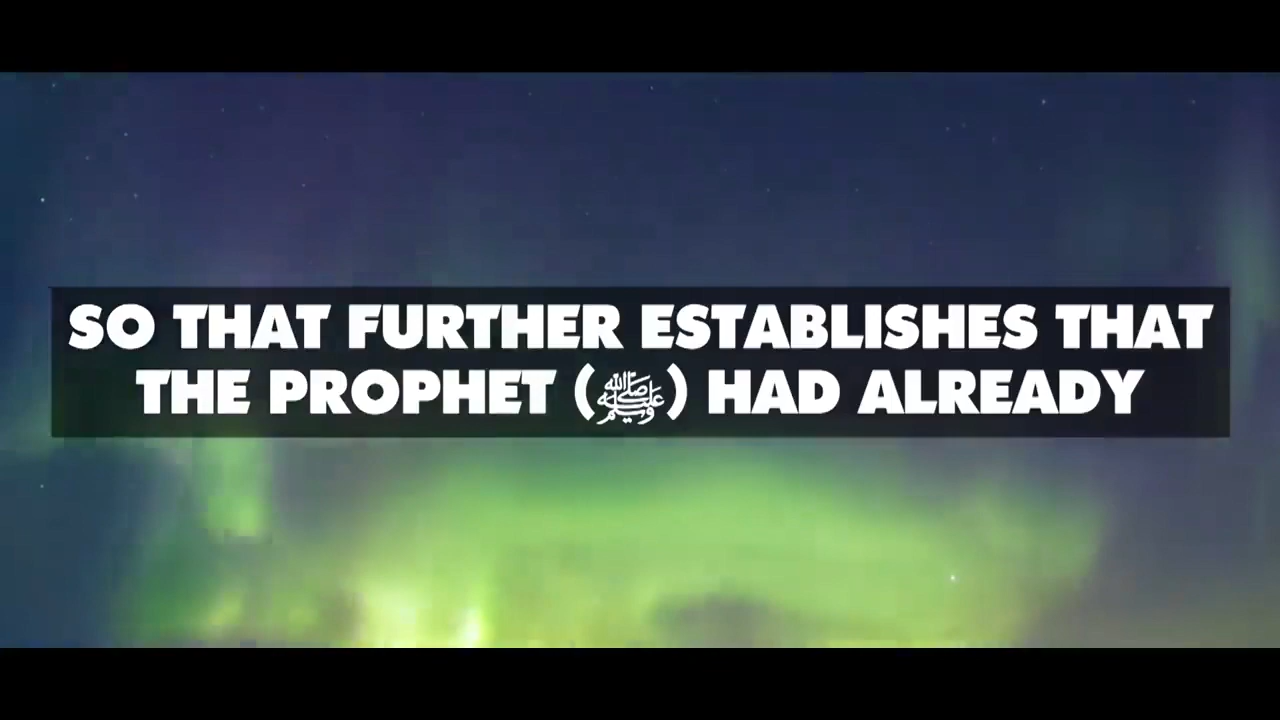 SO THAT FURTHER ESTABLISHES THAT
THE PROPHET (ﷺ) HAD ALREADY